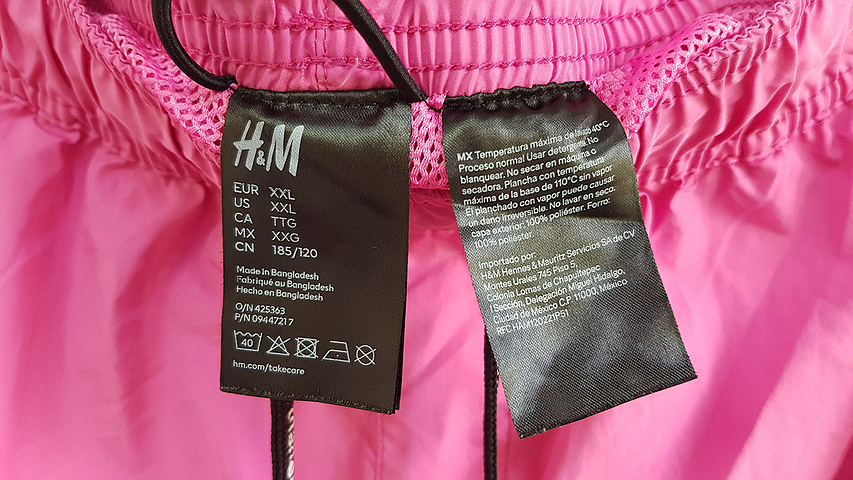 H&M
EUR XXL
US XXL
CA TTG
MX XXG
CN 185/120
Made in Bangladesh
Fabriqué au Bangladesh
Hecho en Bangladesh
O/N 425363
P/N 09447217
40
hm.com/takecare
MX Temperatura máxima de lavado 40°C
Proceso normal Usar detergente No
blanquear. No secar en máquina o
secadora. Plancha con temperatura
máxima de la base de 110°C sin vapor
El planchado con vapor puede causar
un dano irreversible. No lavar en seco.
capa exterior: 100% poliéster. Forro:
100% poliéster.
Importado por:
H&M Hennes & Mauritz Servicios SA de CV
Montes Urales 745 Piso 5,
Colonia Lomas de Chapultepec
I Sección, Delegación Miguel Hidalgo,
Ciudad de México C.P. 11000, México
RFC HAM120221P51